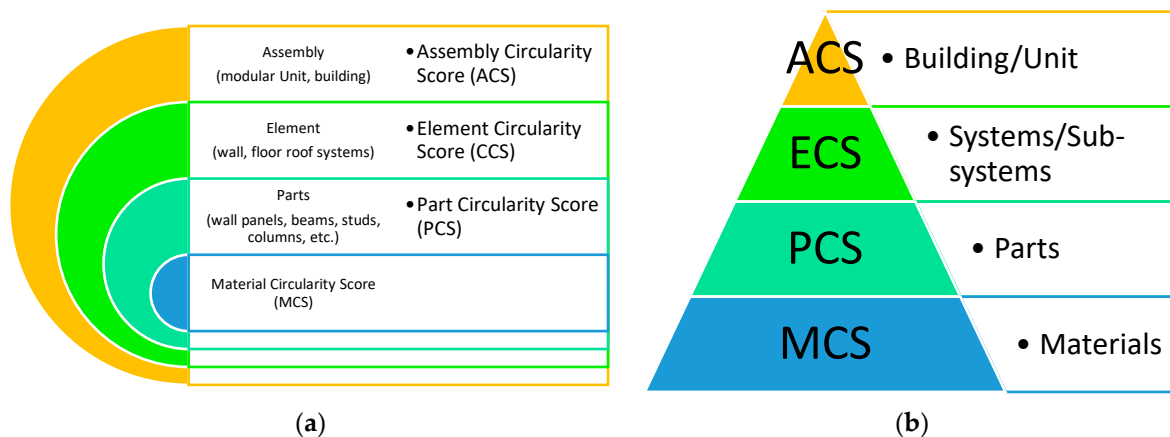 Assembly
(modular Unit, building)
• Assembly Circularity
Score (ACS)
Element
(wall, floor roof systems)
• Element Circularity
Score (CCS)
Parts
(wall panels, beams, studs,
columns, etc.)
• Part Circularity Score
(PCS)
Material Circularity Score
(MCS)
(a)
ACS
• Building/Unit
ECS
• Systems/Sub-
systems
PCS
• Parts
MCS
• Materials
(b)